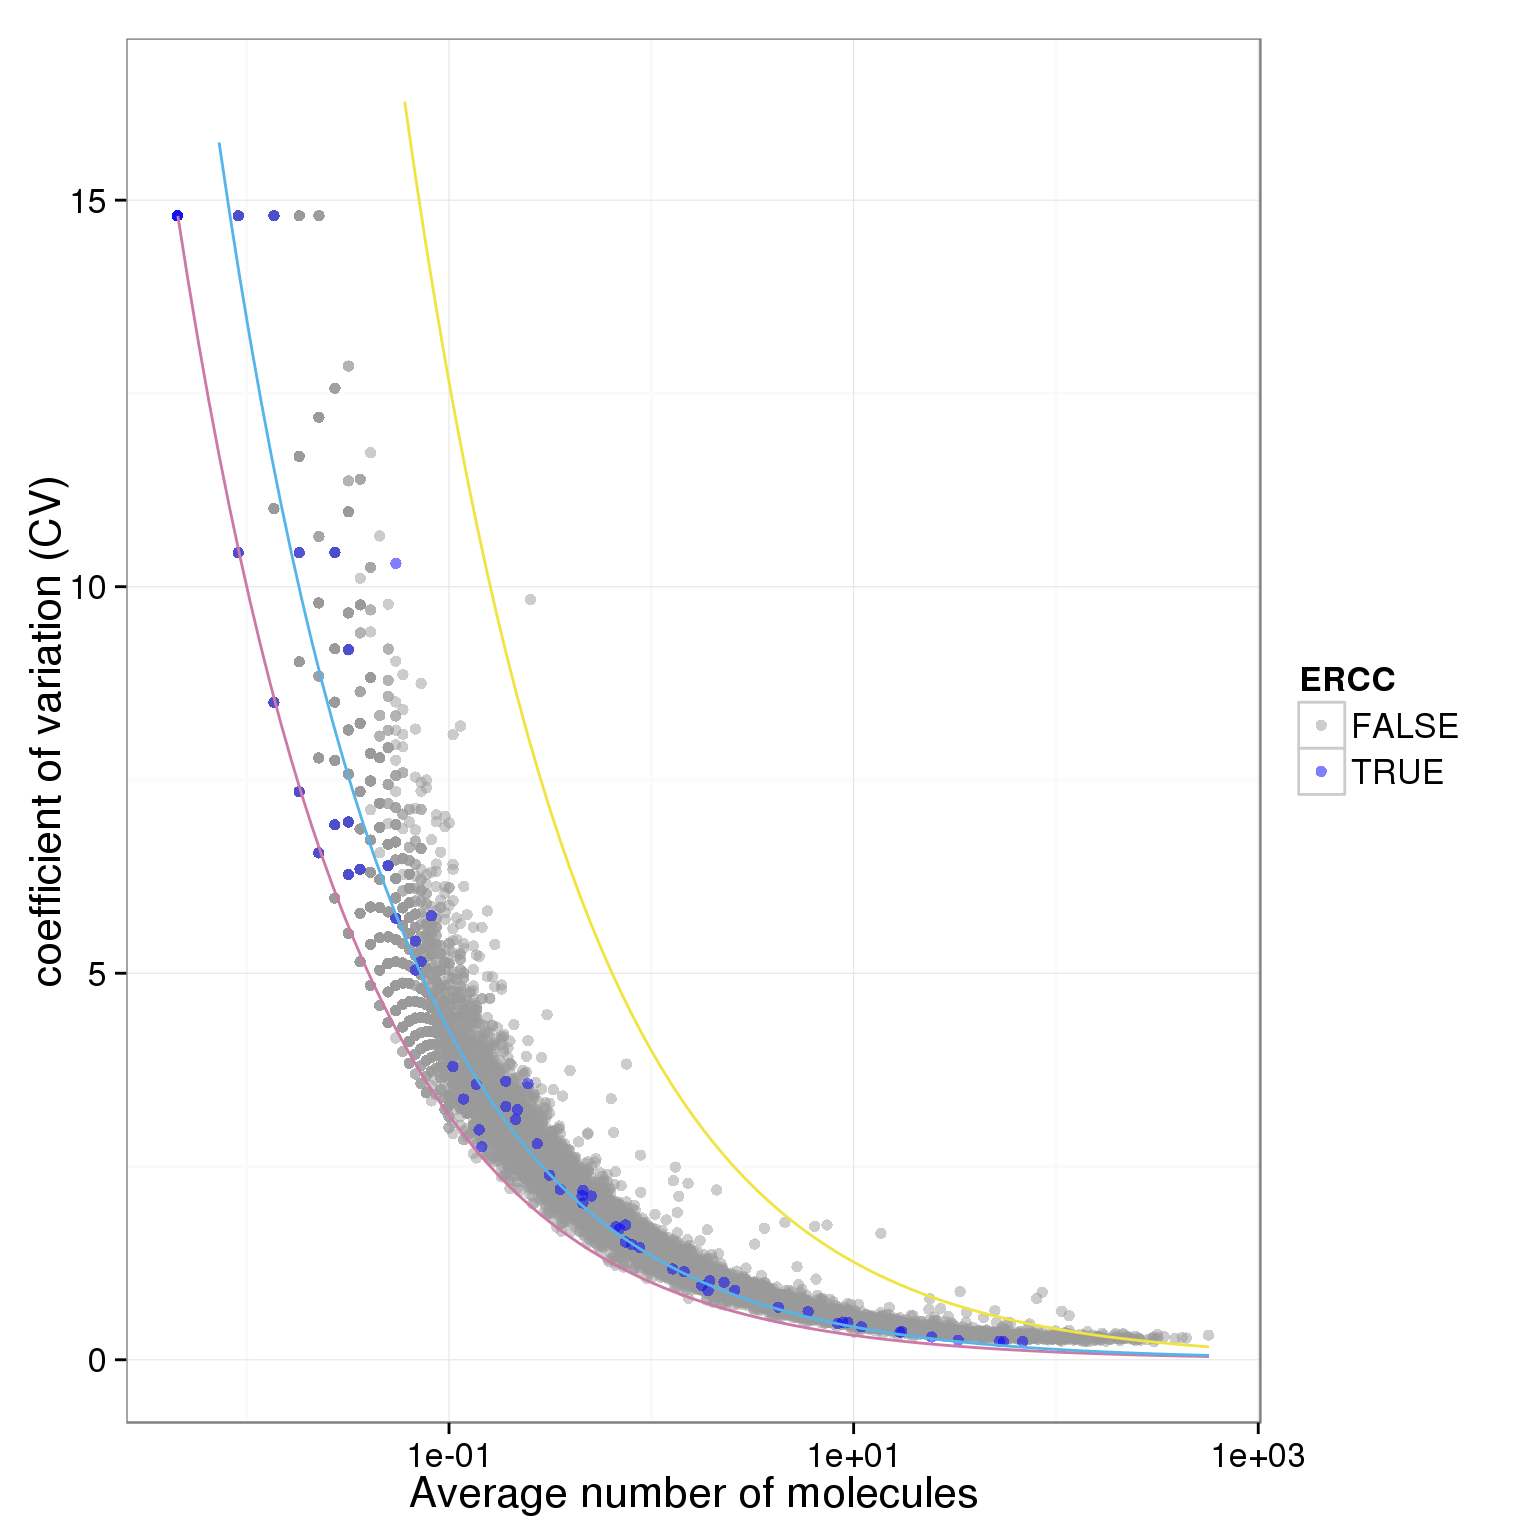 15
10
5
0
coefficient of variation (CV)
1e-01
1e+01
1e+03
Average number of molecules
ERCC
FALSE
TRUE